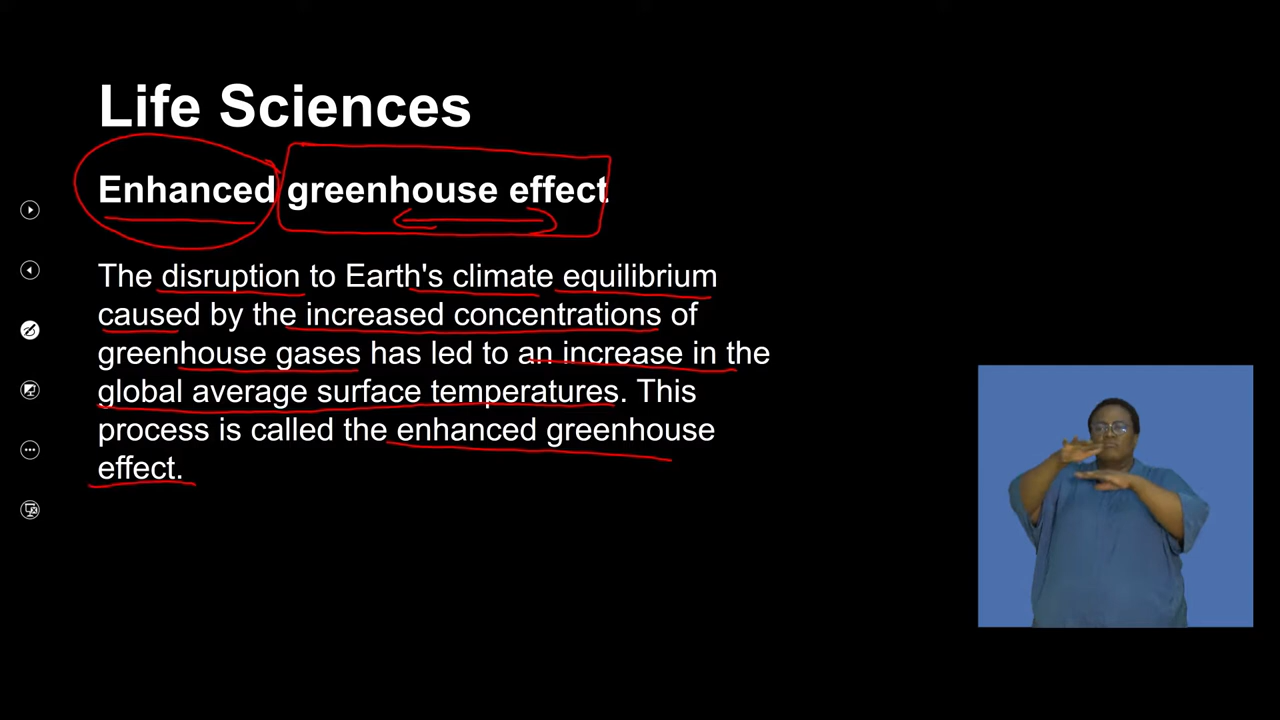 Life Sciences
Enhanced greenhouse effect
The disruption to Earth's climate equilibrium
caused by the increased concentrations of
greenhouse gases has led to an increase in the
global average surface temperatures. This
process is called the enhanced greenhouse
effect.